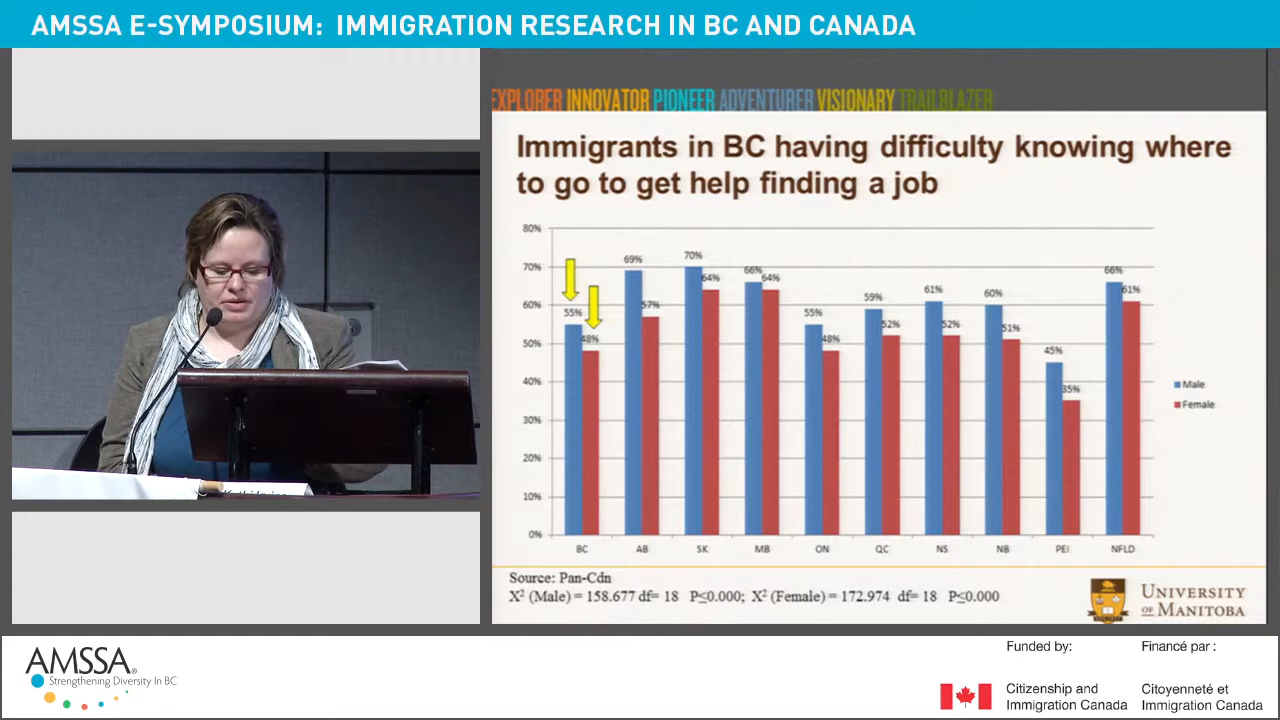 AMSSA E-SYMPOSIUM: IMMIGRATION RESEARCH IN BC AND CANADA
EXPLORER INNOVATOR PIONEER ADVENTURER VISIONARY TRAILBLAZER
Immigrants in BC having difficulty knowing where
to go to get help finding a job
80%
70%
60%
50%
40%
30%
20%
10%
0%
55% 48% 69% 57% 70% 64% 66% 64% 55% 48% 59% 52% 61% 52% 60% 51% 45% 35% 66% 61%
BC AB SK MB ON QC NS NB PEI NFLD
Male
Female
Source: Pan-Cdn
X² (Male) = 158.677 df= 18 P≤0.000; X² (Female) = 172.974 df= 18 P≤0.000
UNIVERSITY
OF MANITOBA
AMSSA®
Strengthening Diversity In BC
Funded by:
Citizenship and
Immigration Canada
Financé par :
Citoyenneté et
Immigration Canada